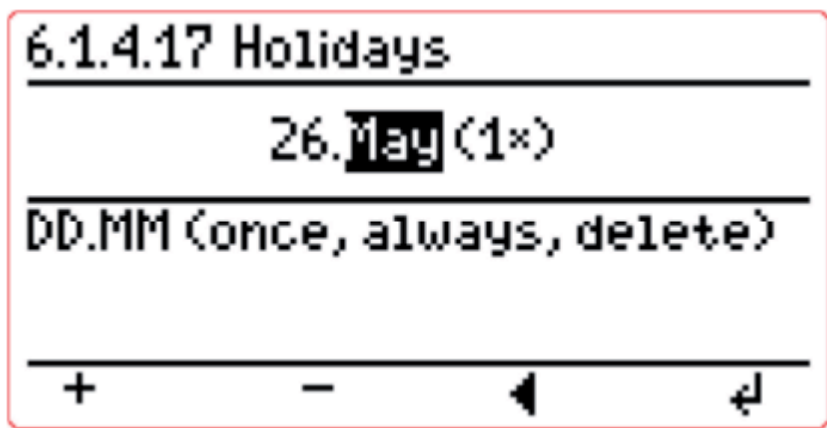 6.1.4.17 Holidays
26.May (1×)
DD.MM (once, always, delete)
+ − ◀ ↲